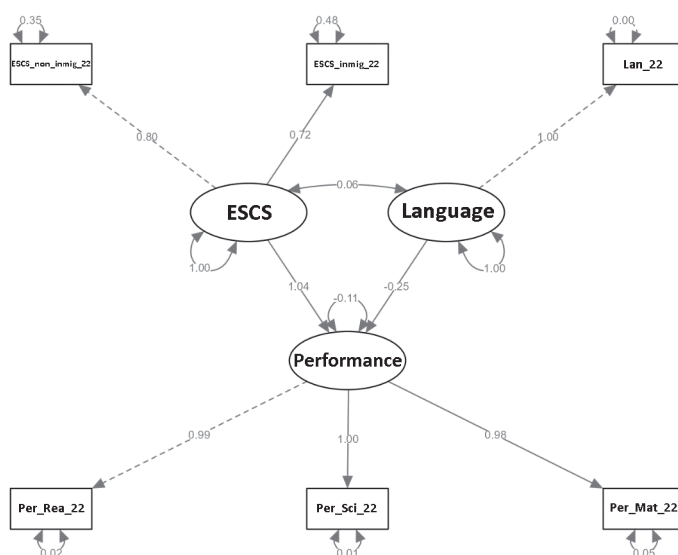 0.35
0.48
0.00
ESCS_non_inmig_22
ESCS_inmig_22
Lan_22
0.80
0.72
1.00
0.06
ESCS
Language
1.00
1.00
1.04
-0.11
-0.25
Performance
0.99
1.00
0.98
Per_Rea_22
Per_Sci_22
Per_Mat_22
0.02
0.01
0.05